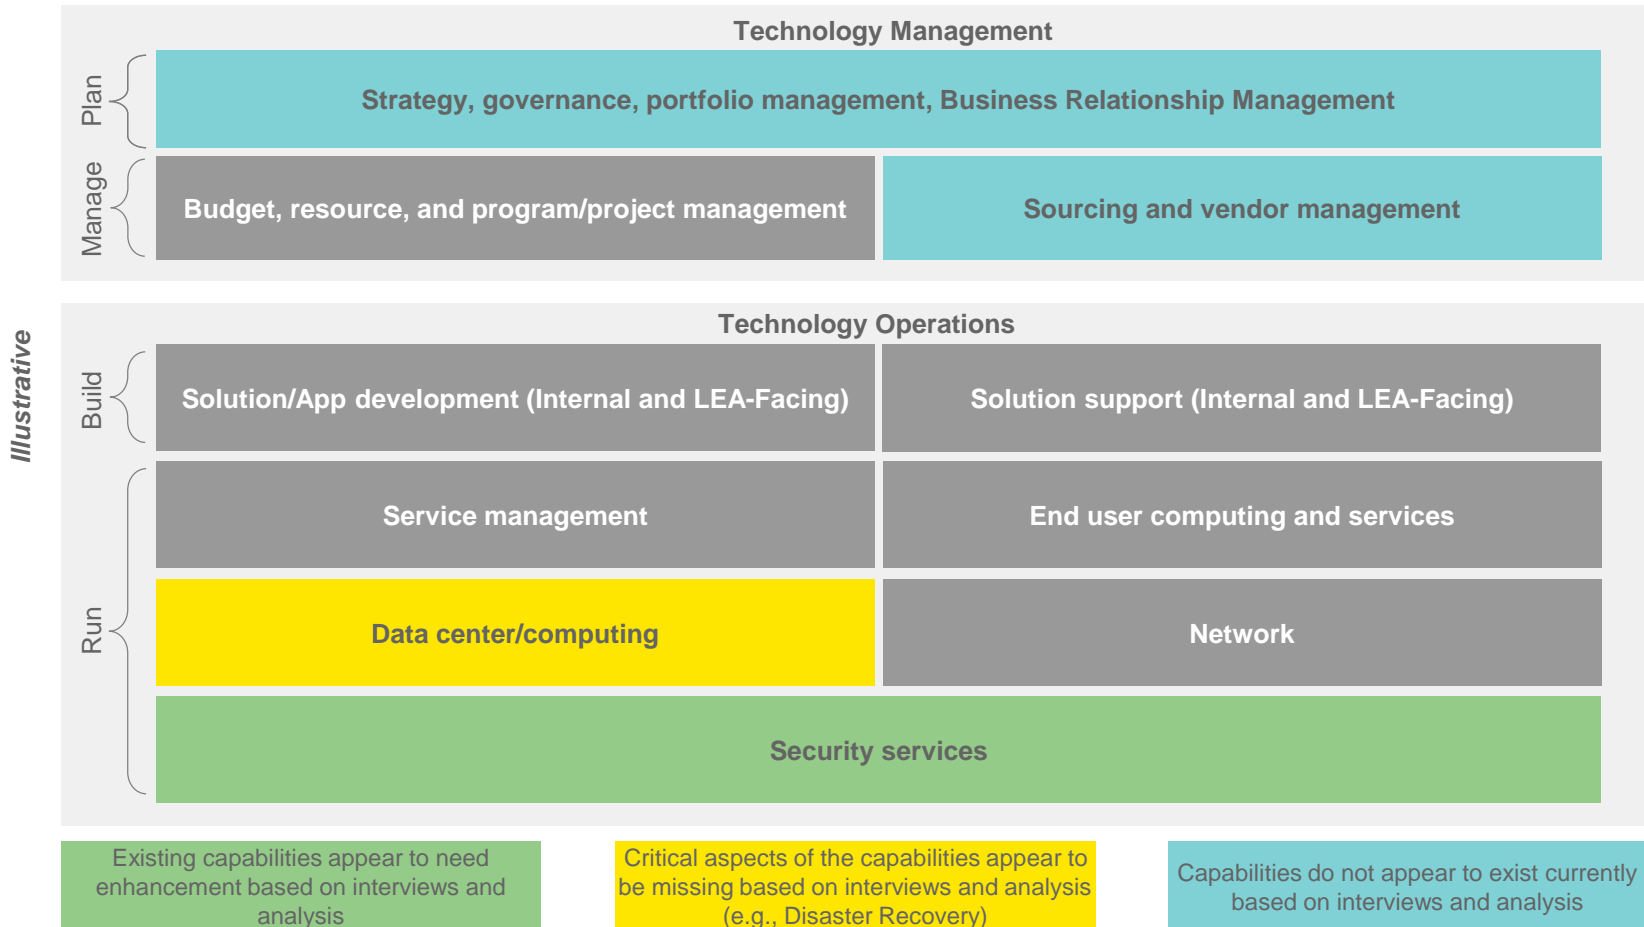 Technology Management
Plan
Strategy, governance, portfolio management, Business Relationship Management
Manage
Budget, resource, and program/project management
Sourcing and vendor management
Illustrative
Technology Operations
Build
Solution/App development (Internal and LEA-Facing)
Solution support (Internal and LEA-Facing)
Run
Service management
End user computing and services
Data center/computing
Network
Security services
Existing capabilities appear to need
enhancement based on interviews and
analysis
Critical aspects of the capabilities appear to
be missing based on interviews and analysis
(e.g., Disaster Recovery)
Capabilities do not appear to exist currently
based on interviews and analysis